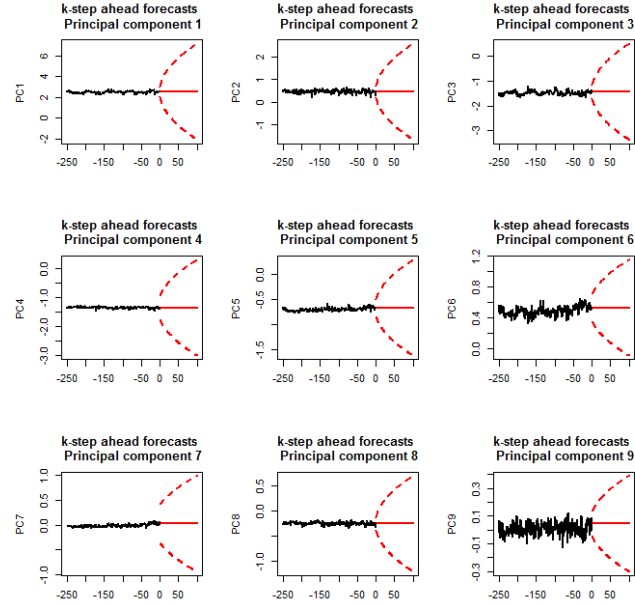 k-step ahead forecasts
Principal component 1
PC1
6
4
2
0
-2
-250
-150
-50
0
50
k-step ahead forecasts
Principal component 2
PC2
2
1
0
-1
-250
-150
-50
0
50
k-step ahead forecasts
Principal component 3
PC3
0
-1
-2
-3
-250
-150
-50
0
50
k-step ahead forecasts
Principal component 4
PC4
0.0
-1.0
-2.0
-3.0
-250
-150
-50
0
50
k-step ahead forecasts
Principal component 5
PC5
0.0
-0.5
-1.5
-250
-150
-50
0
50
k-step ahead forecasts
Principal component 6
PC6
1.2
0.8
0.4
0.0
-250
-150
-50
0
50
k-step ahead forecasts
Principal component 7
PC7
1.0
0.5
0.0
-1.0
-250
-150
-50
0
50
k-step ahead forecasts
Principal component 8
PC8
0.5
0.0
-1.0
-250
-150
-50
0
50
k-step ahead forecasts
Principal component 9
PC9
0.3
0.1
-0.1
-0.3
-250
-150
-50
0
50